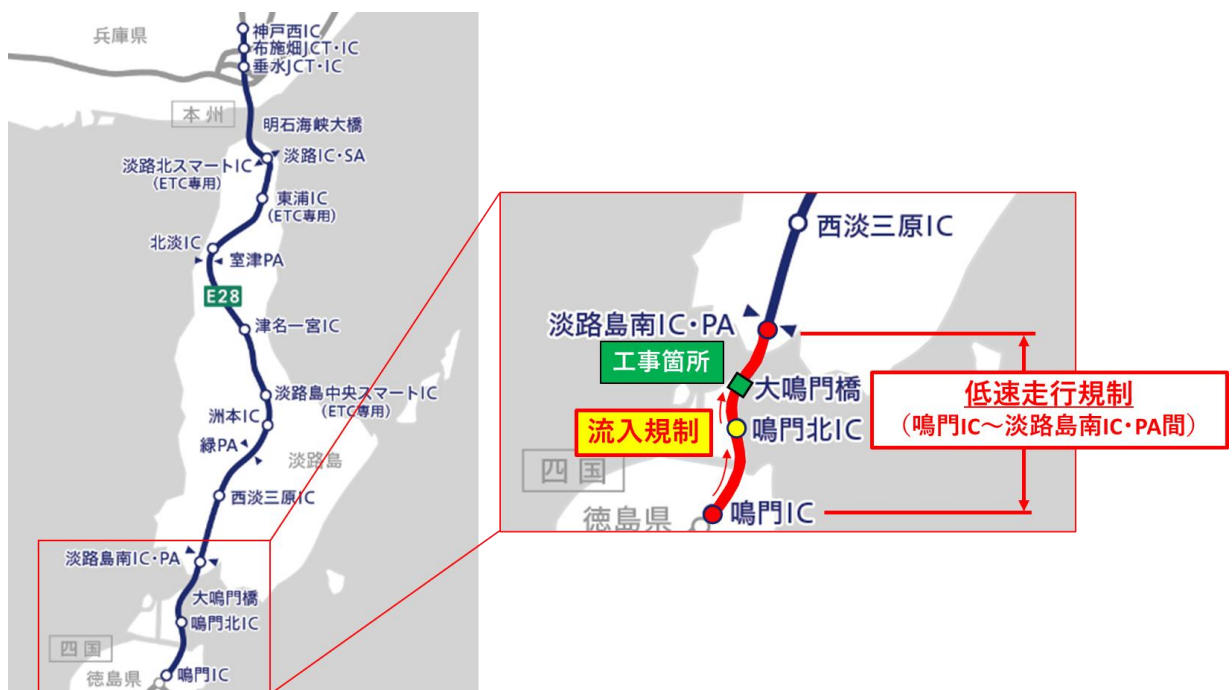 兵庫県
神戸西IC
布施畑JCT・IC
垂水JCT・IC
本州
明石海峡大橋
淡路IC・SA
淡路北スマートIC
(ETC専用)
東浦IC
(ETC専用)
北淡IC
室津PA
E28
津名一宮IC
淡路島中央スマートIC
(ETC専用)
洲本IC
緑PA
淡路島
西淡三原IC
淡路島南IC・PA
大鳴門橋
鳴門北IC
四国
徳島県
鳴門IC
西淡三原IC
淡路島南IC・PA
工事箇所
大鳴門橋
流入規制
鳴門北IC
四国
徳島県
鳴門IC
低速走行規制
（鳴門IC～淡路島南IC・PA間）